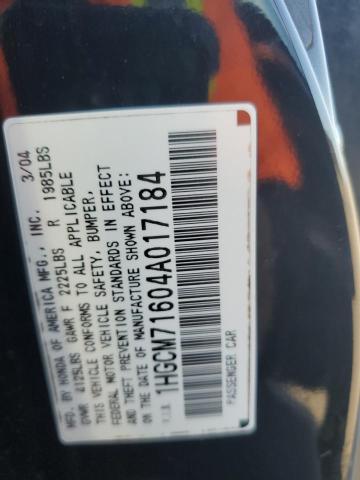 MFD. BY HONDA OF AMERICA MFG., INC. 3/04
GVWR 4125LBS GAWR F 2225LBS R 1985LBS
THIS VEHICLE CONFORMS TO ALL APPLICABLE
FEDERAL MOTOR VEHICLE SAFETY, BUMPER,
AND THEFT PREVENTION STANDARDS IN EFFECT
ON THE DATE OF MANUFACTURE SHOWN ABOVE:
V.I.N. 1HGCM71604A017184
PASSENGER CAR